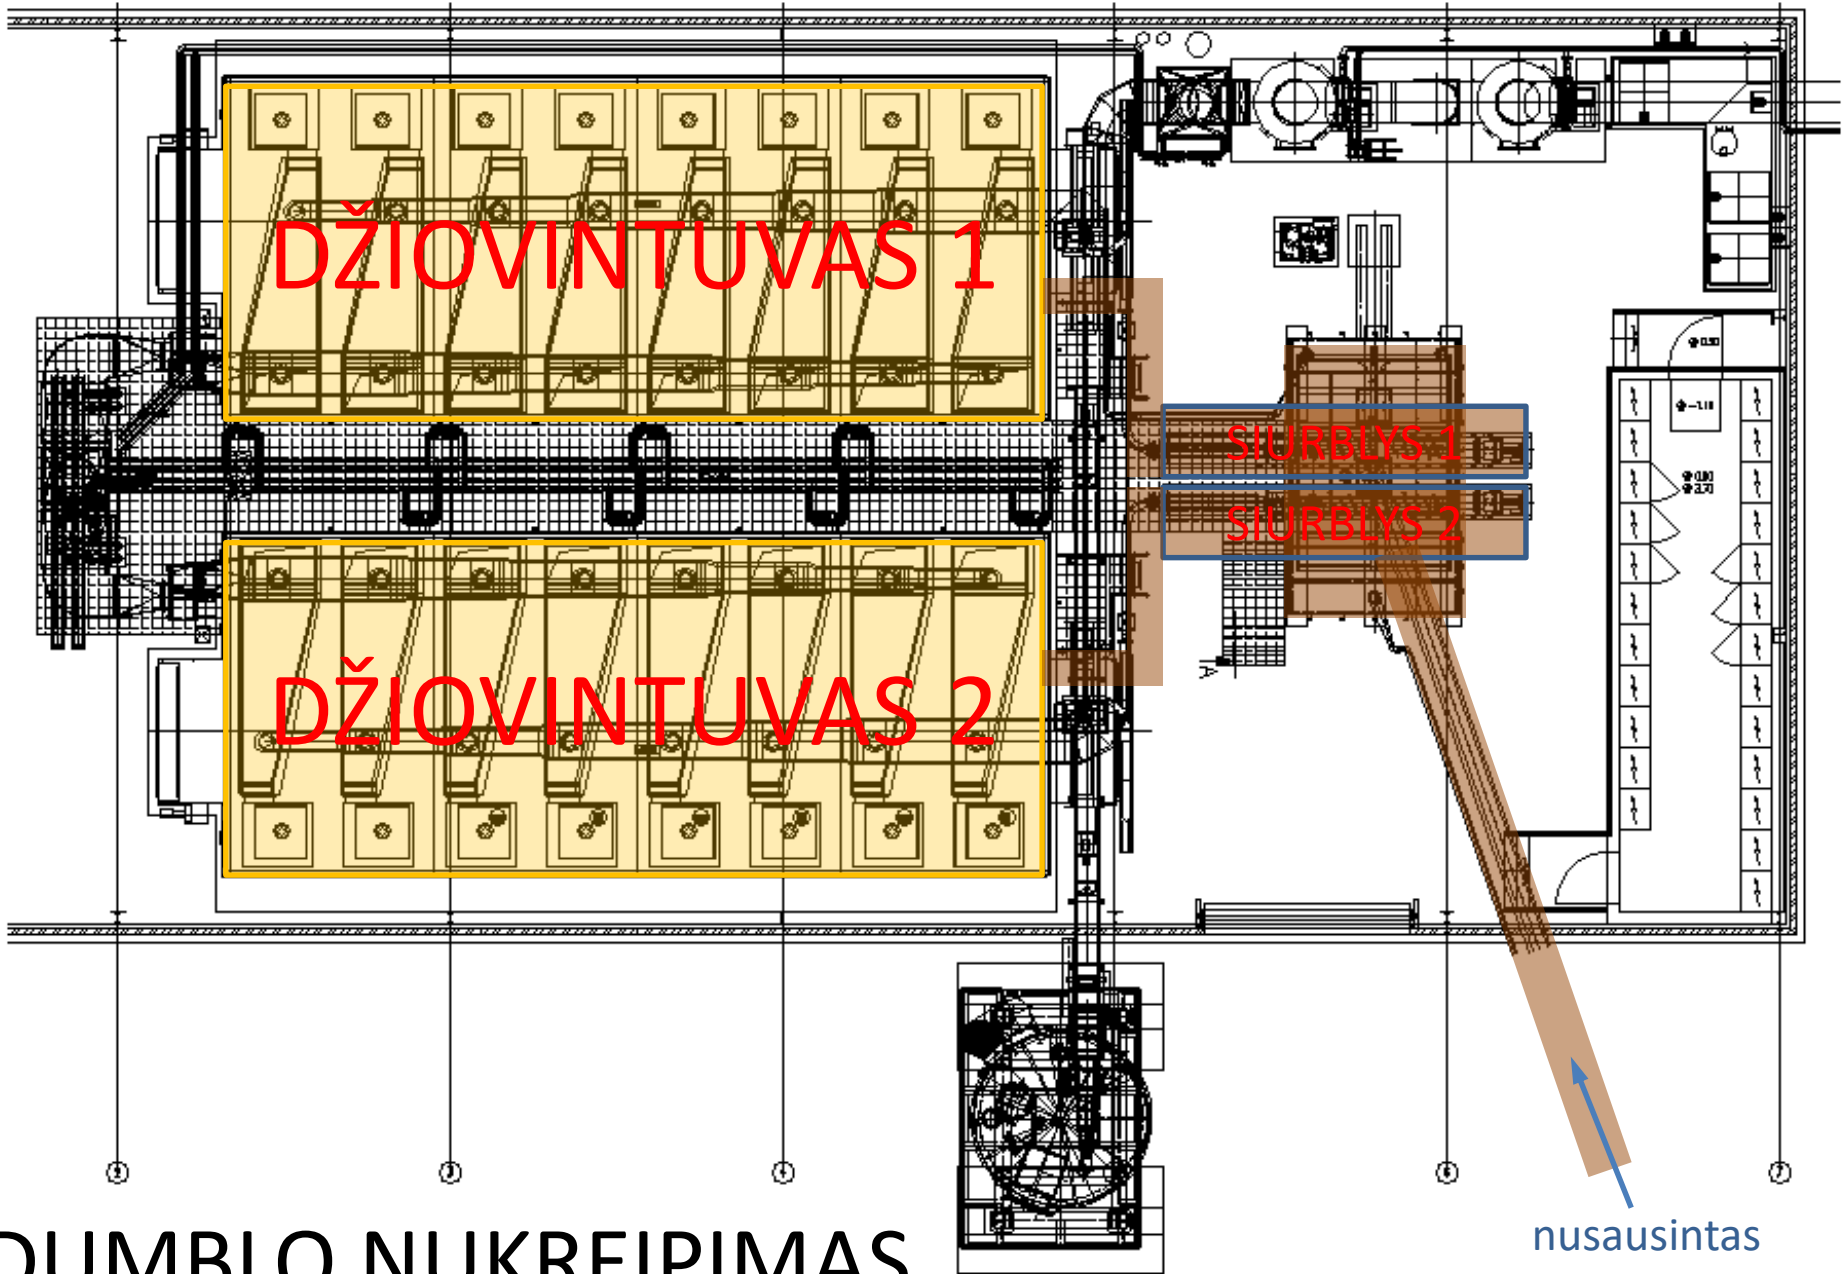 DŽIOVINTUVAS 1
SIURBLYS 1
SIURBLYS 2
DŽIOVINTUVAS 2
nusausintas
DUMBLO NUKREIPIMAS